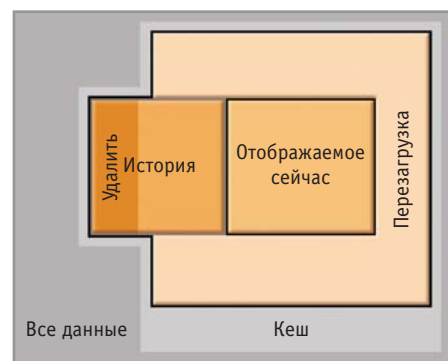 Удалить
История
Отображаемое
сейчас
Перезагрузка
Все данные
Кеш